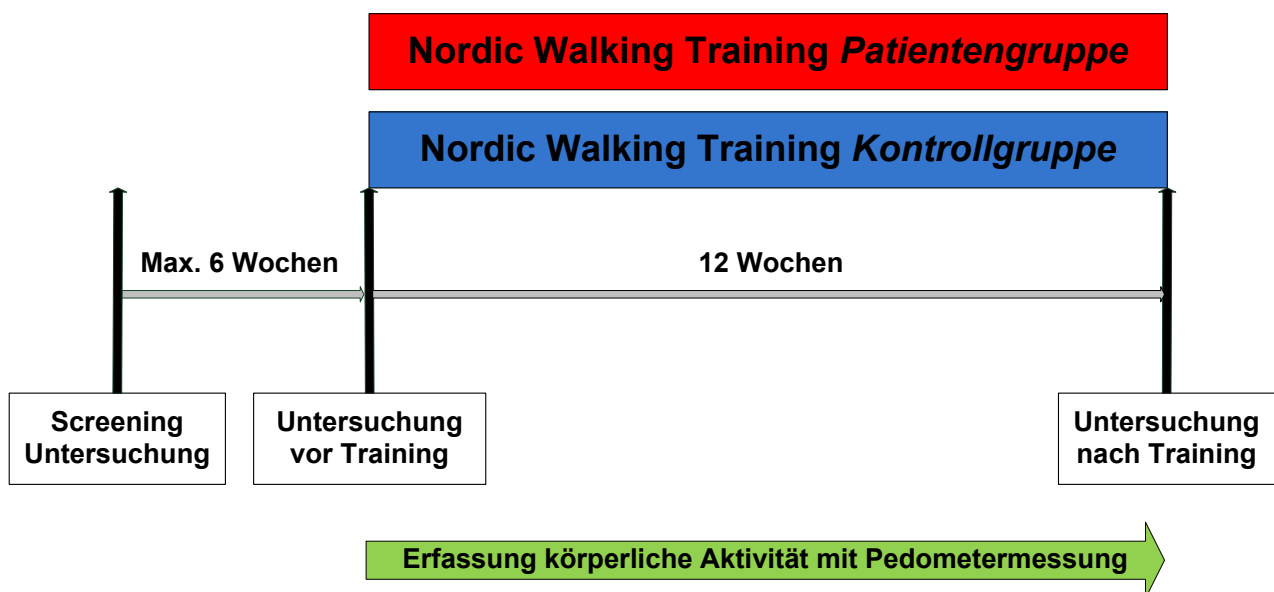 Nordic Walking Training Patientengruppe
Nordic Walking Training Kontrollgruppe
Max. 6 Wochen
12 Wochen
Screening
Untersuchung
Untersuchung
vor Training
Untersuchung
nach Training
Erfassung körperliche Aktivität mit Pedometermessung